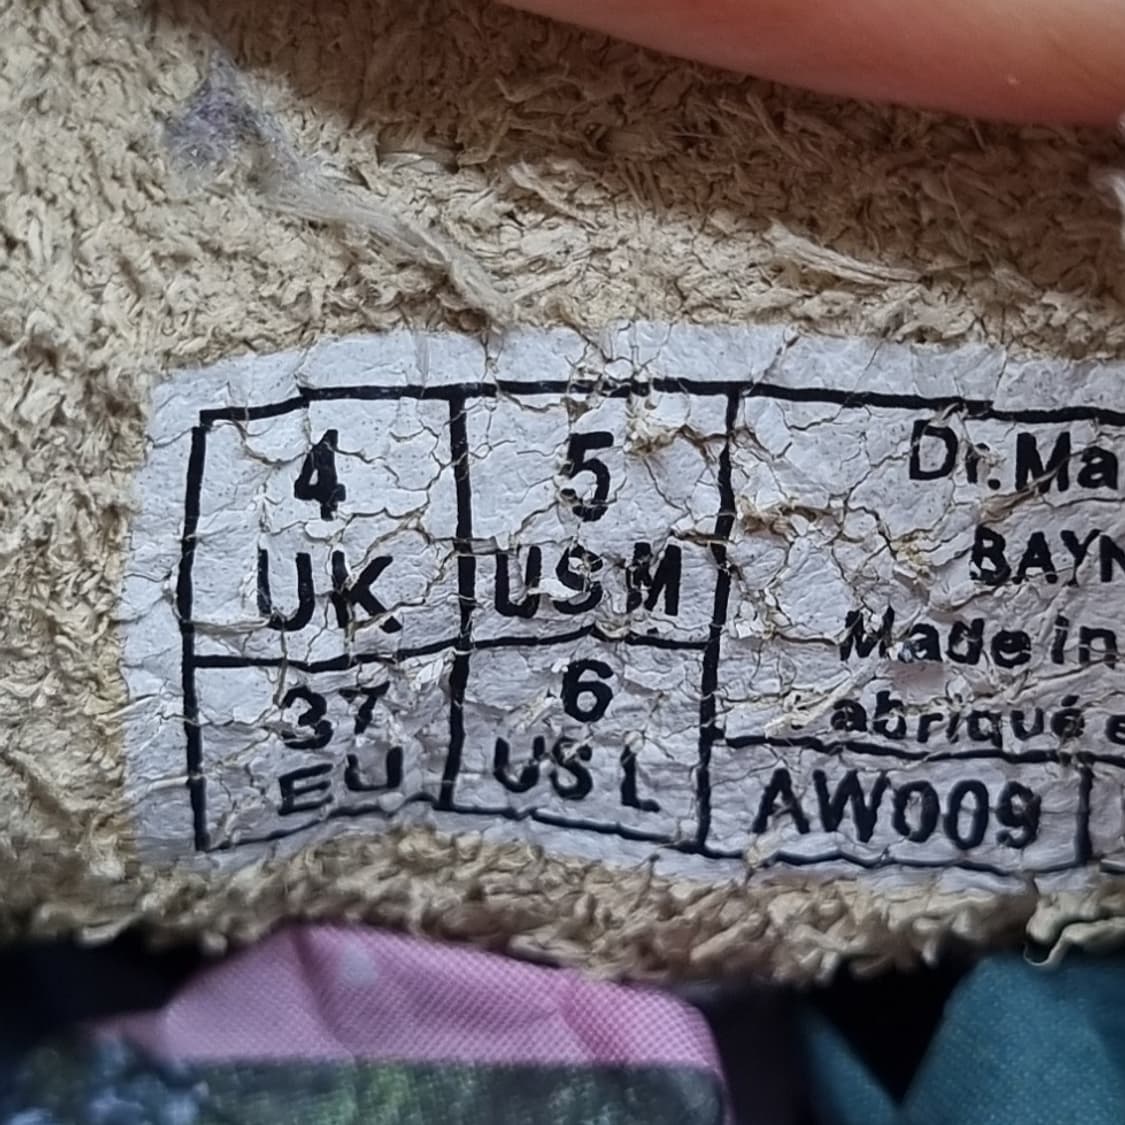 4
UK
5
US M
37
EU
6
US L
Dr.Ma
BAYN
Made in
abriqué e
AW009